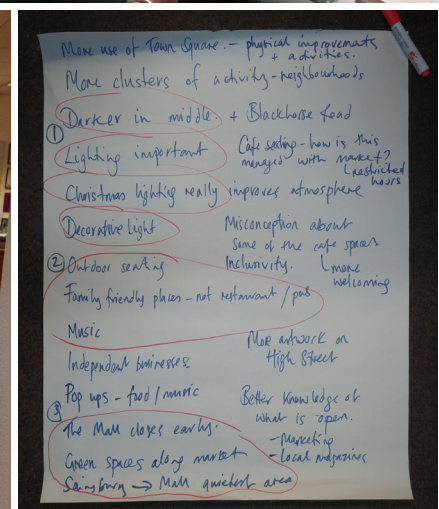 More use of Town Square. - physical improvements
+ activities.
More clusters of activity - neighbourhoods
Darker in middle. + Blackhorse Road
①
Lighting important
Cafe seating - how is this
managed with market?
restricted
hours
Christmas lighting really improves atmosphere
Decorative Light
Misconception about
some of the cafe spaces
Inclusivity.
more
welcoming
② Outdoor seating
Family friendly places - not restaurant / pub
Music
More artwork on
High Street
Independent businesses
Pop ups - food / music
Better knowledge of
what is open.
- Marketing
- Local magazines
③
The Mall closes early.
Green spaces along market
Sainsbury → Mall quietest area